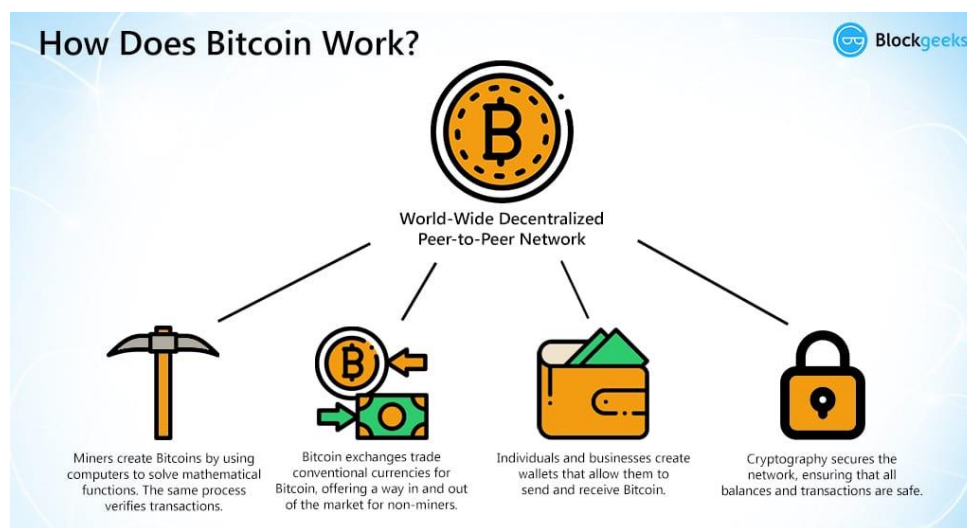 How Does Bitcoin Work?
Blockgeeks
World-Wide Decentralized
Peer-to-Peer Network
Miners create Bitcoins by using
computers to solve mathematical
functions. The same process
verifies transactions.
Bitcoin exchanges trade
conventional currencies for
Bitcoin, offering a way in and out
of the market for non-miners.
Individuals and businesses create
wallets that allow them to
send and receive Bitcoin.
Cryptography secures the
network, ensuring that all
balances and transactions are safe.